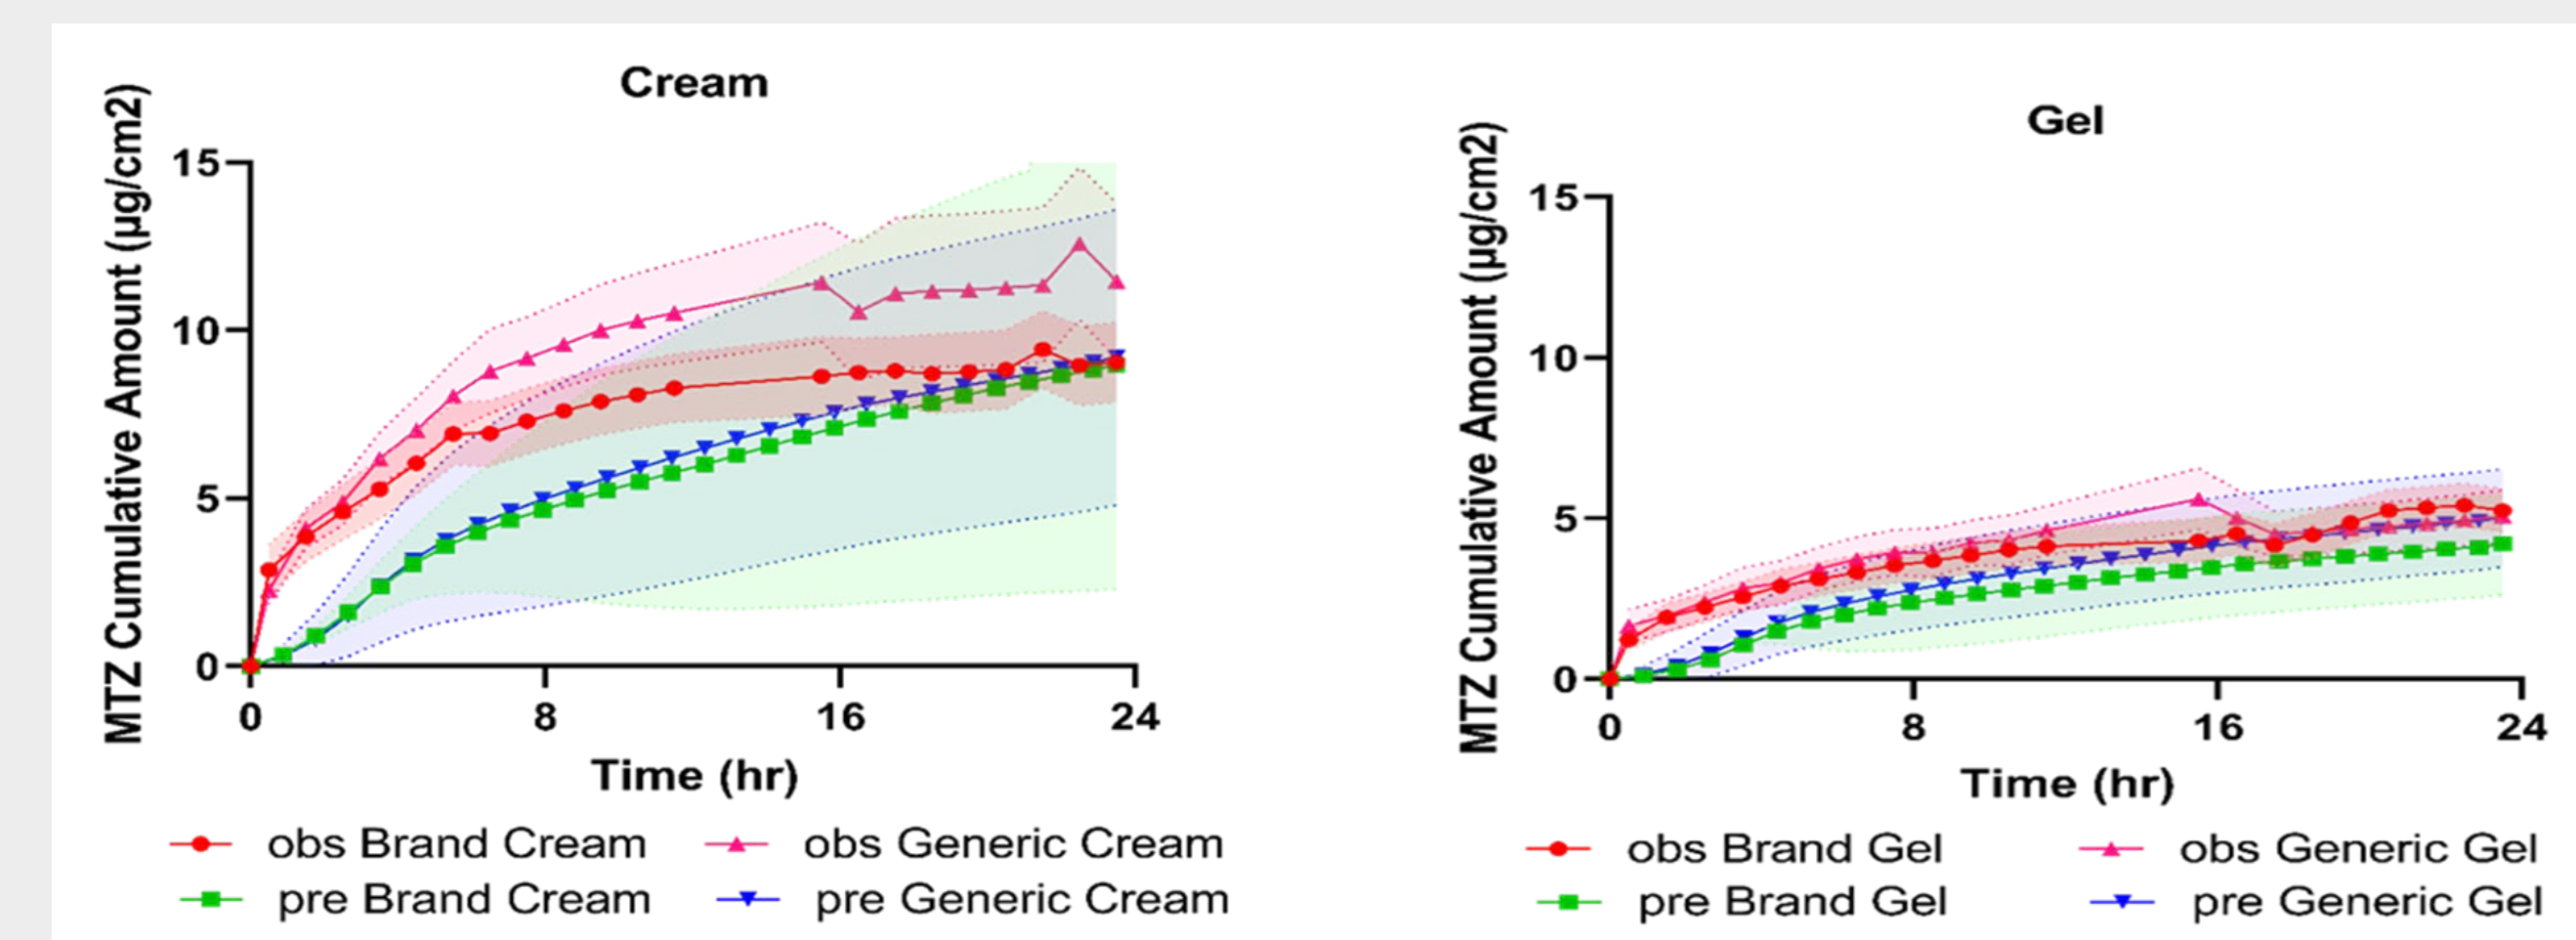 Cream
MTZ Cumulative Amount (µg/cm2)
15
10
5
0
0 8 16 24
Time (hr)
obs Brand Cream obs Generic Cream
pre Brand Cream pre Generic Cream
Gel
MTZ Cumulative Amount (µg/cm2)
15
10
5
0
0 8 16 24
Time (hr)
obs Brand Gel obs Generic Gel
pre Brand Gel pre Generic Gel